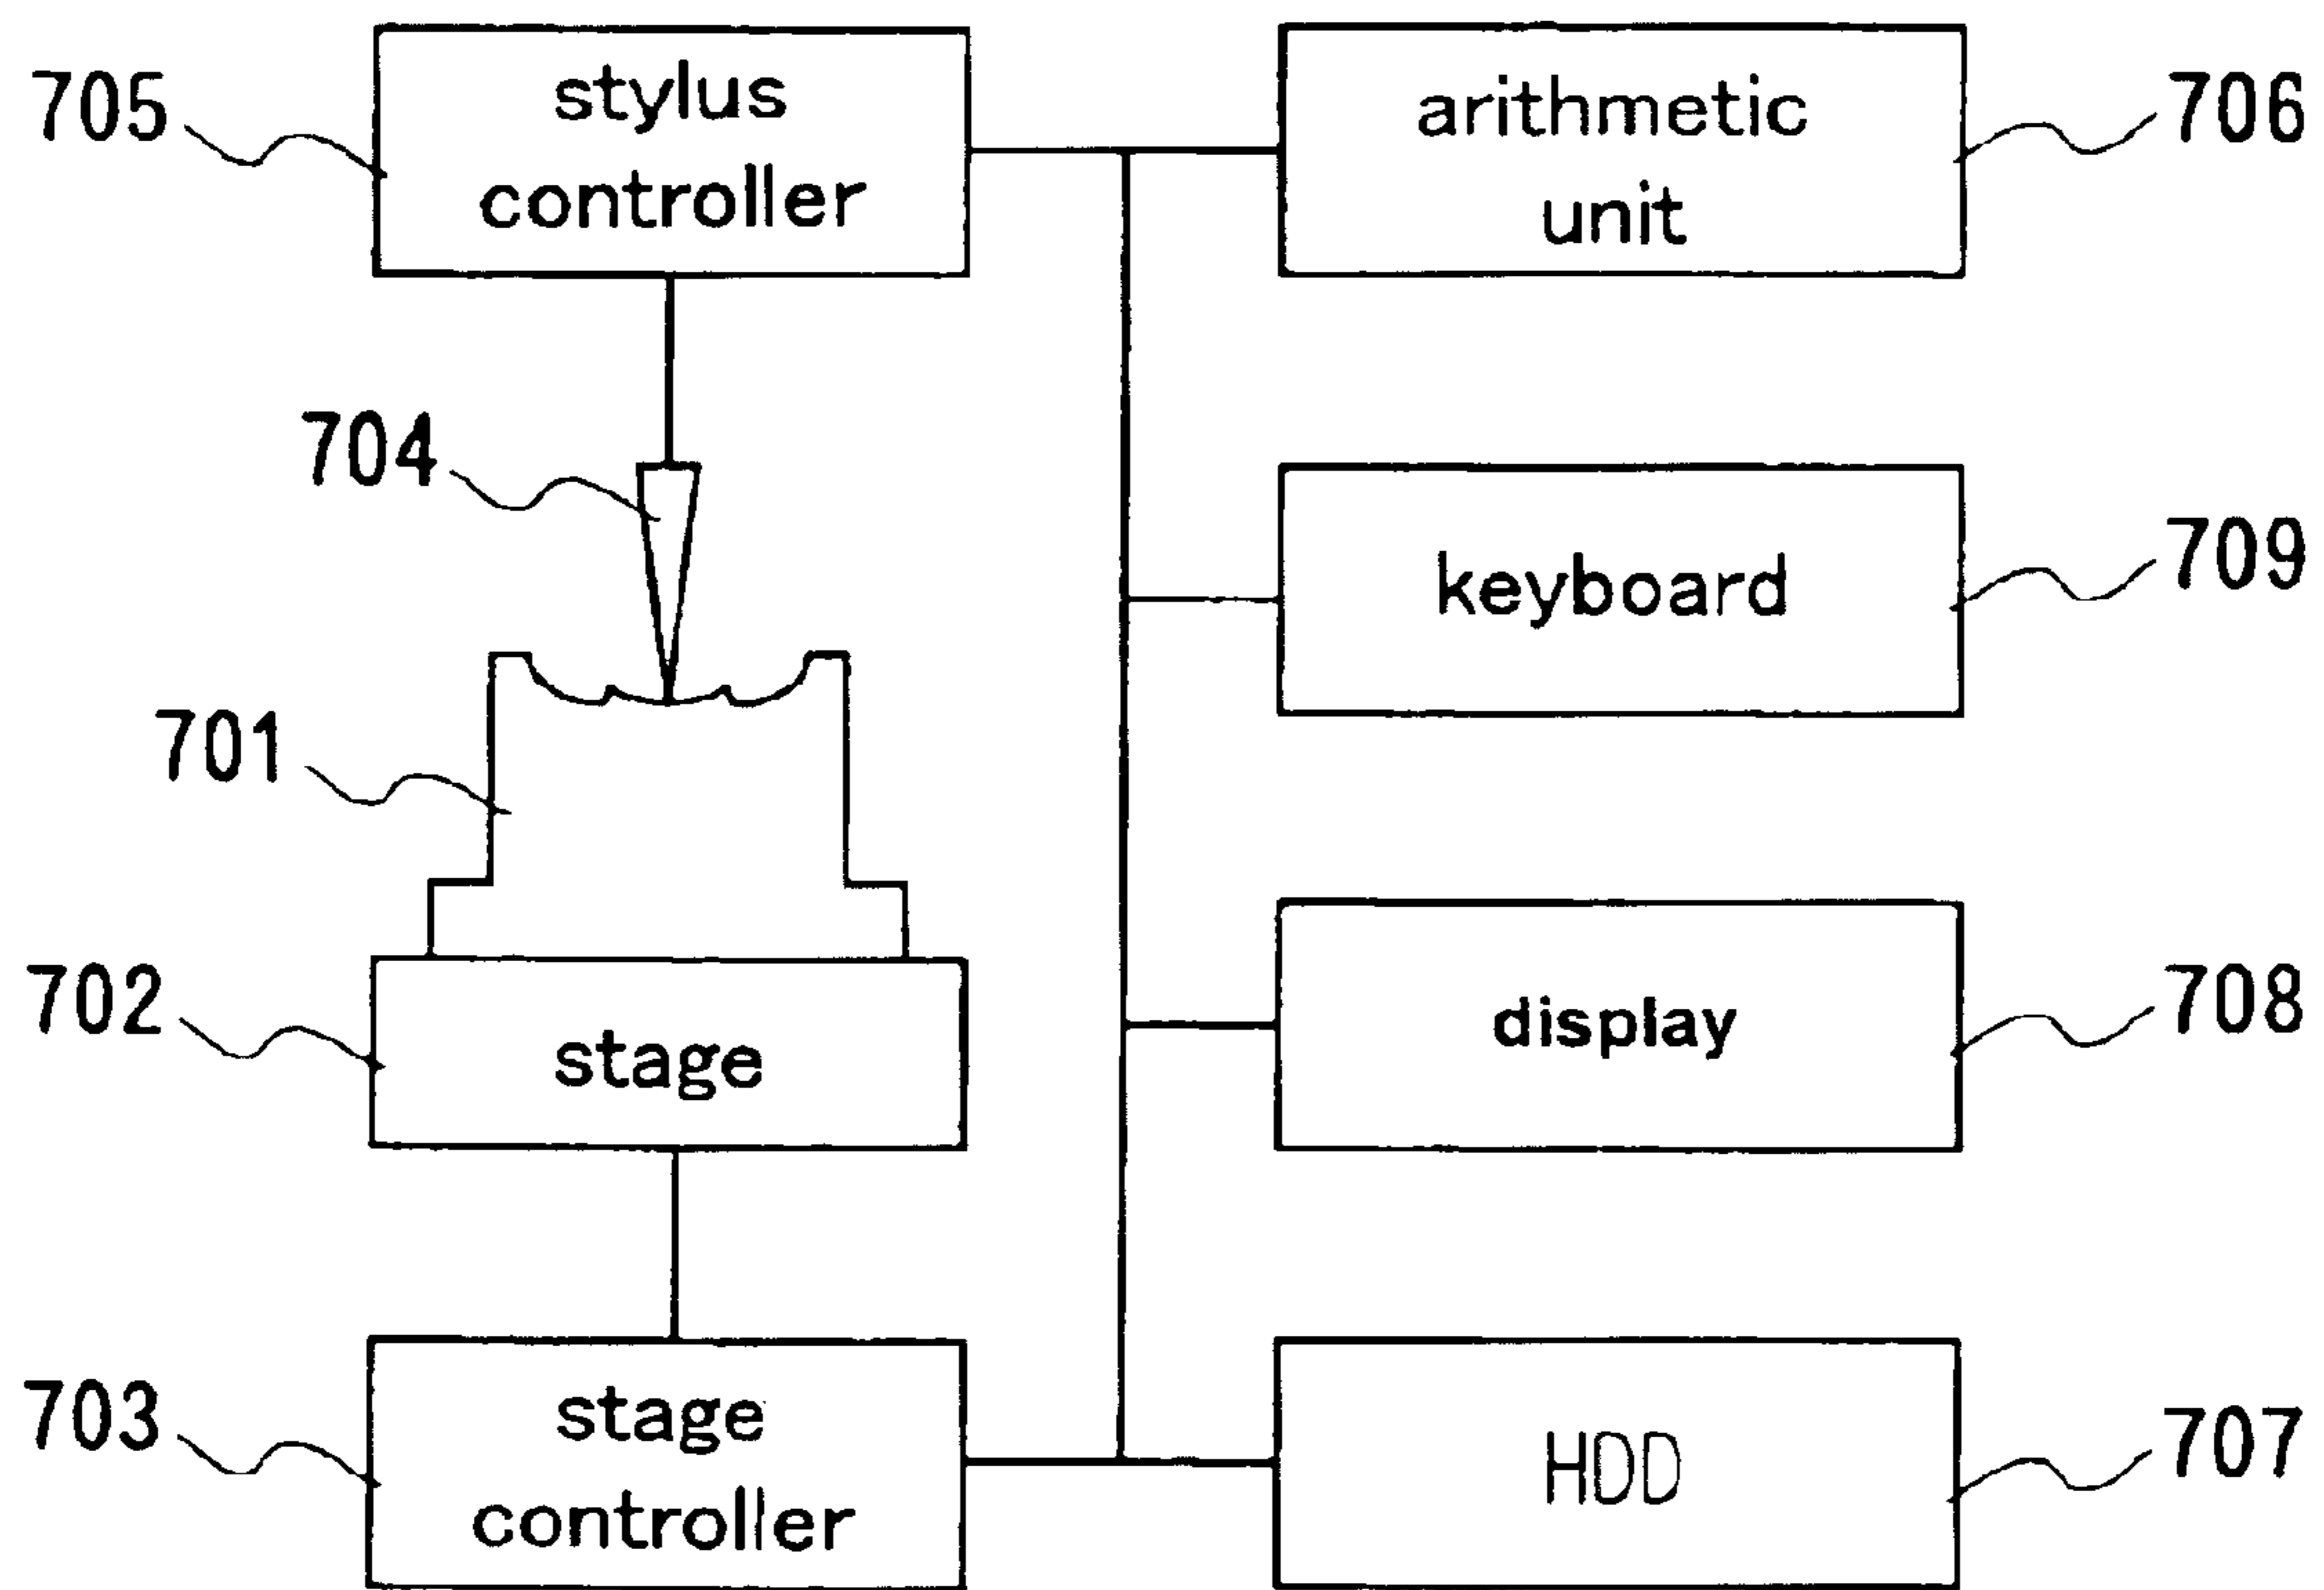 705
stylus
controller
arithmetic
unit
706
704
keyboard
709
701
702
stage
display
708
703
stage
controller
HDD
707